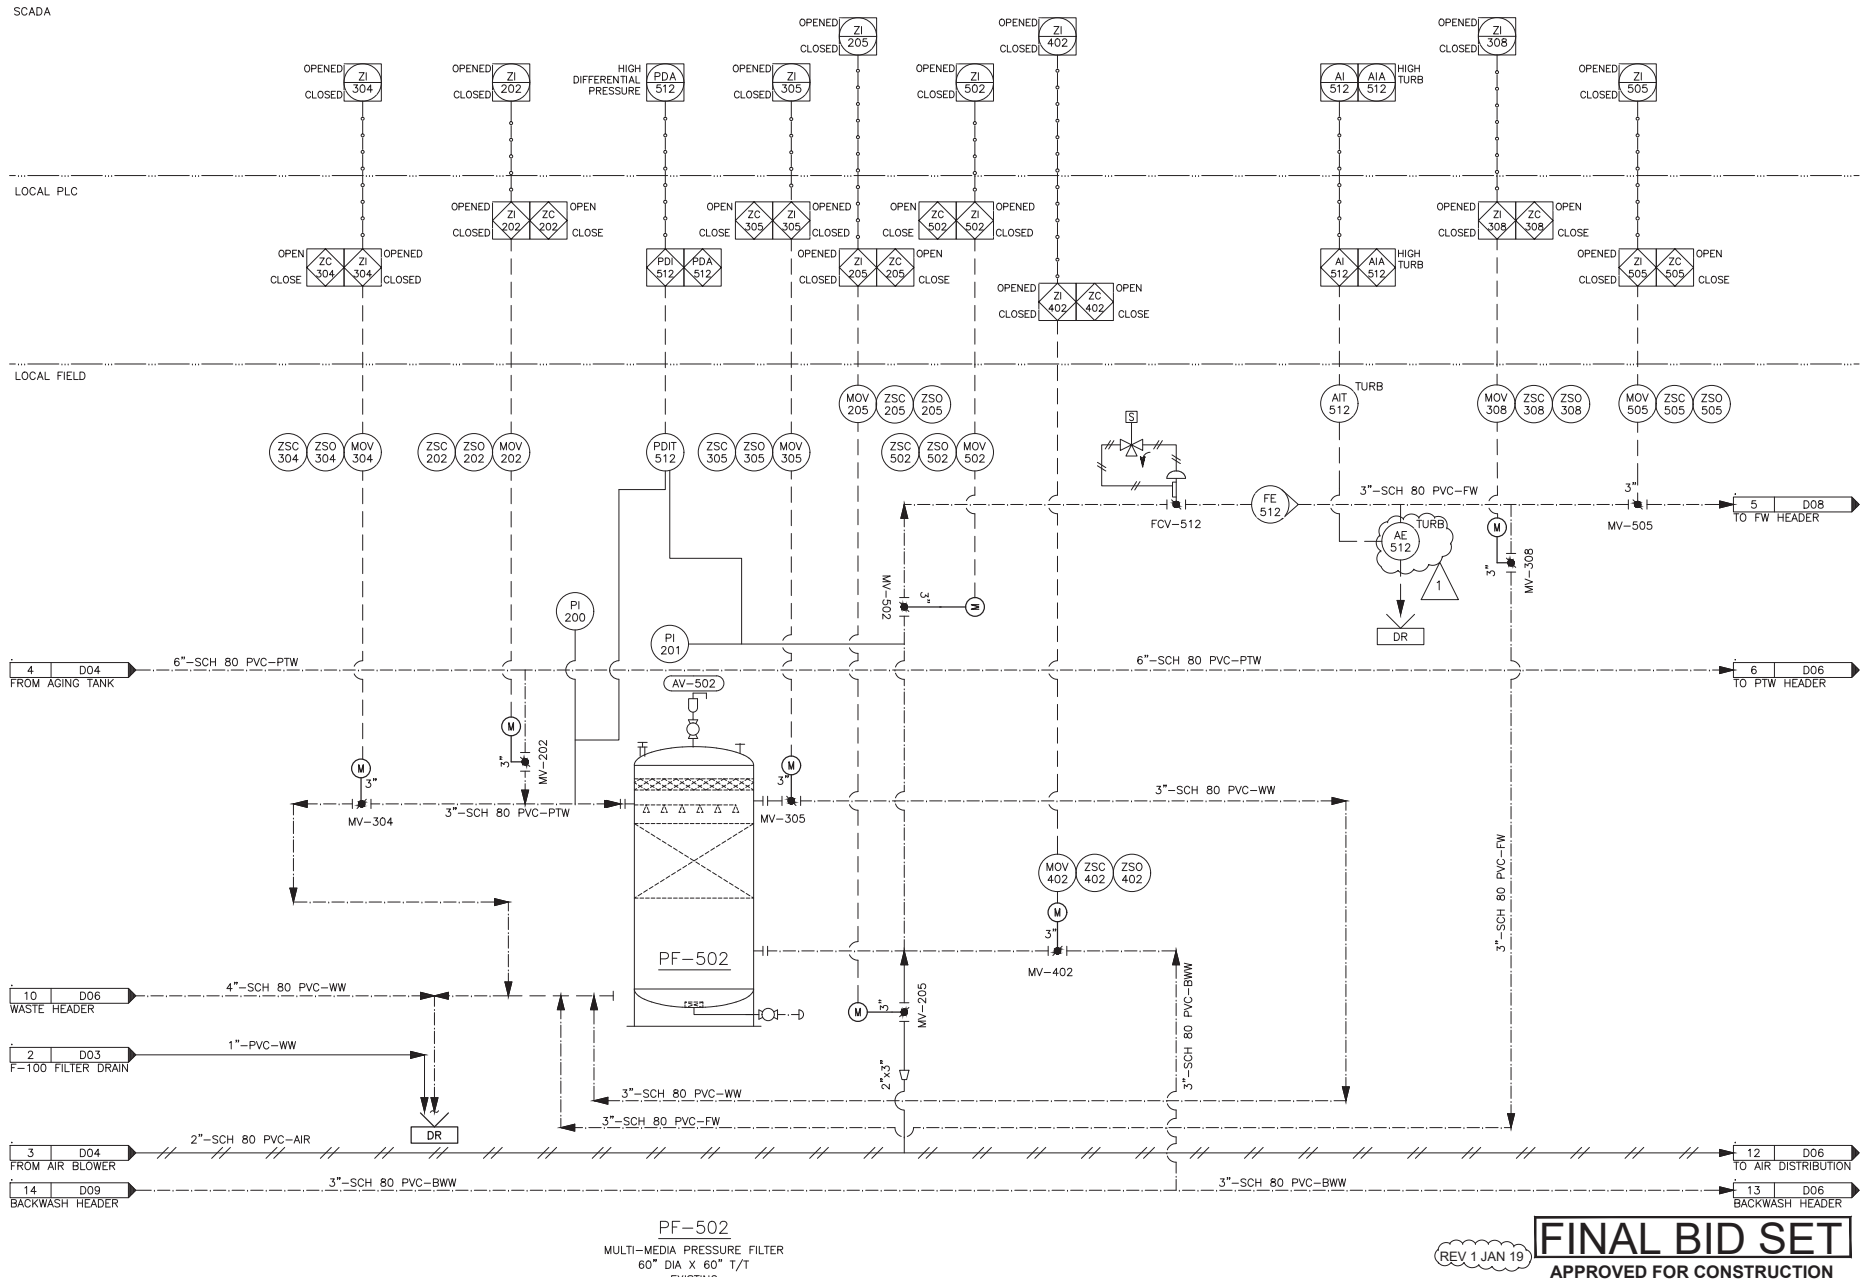 SCADA
OPENED
CLOSED
ZI
304
OPENED
CLOSED
ZI
202
HIGH
DIFFERENTIAL
PRESSURE
PDA
512
OPENED
CLOSED
ZI
305
OPENED
CLOSED
ZI
205
OPENED
CLOSED
ZI
502
OPENED
CLOSED
ZI
402
AI
512
AIA
512
HIGH
TURB
OPENED
CLOSED
ZI
308
OPENED
CLOSED
ZI
505
LOCAL PLC
OPEN
CLOSE
ZC
304
ZI
304
OPENED
CLOSED
OPENED
CLOSED
ZI
202
ZC
202
OPEN
CLOSE
PDI
512
PDA
512
OPEN
CLOSE
ZC
305
ZI
305
OPENED
CLOSED
OPENED
CLOSED
ZI
205
ZC
205
OPEN
CLOSE
OPEN
CLOSE
ZC
502
ZI
502
OPENED
CLOSED
OPENED
CLOSED
ZI
402
ZC
402
OPEN
CLOSE
AI
512
AIA
512
HIGH
TURB
OPENED
CLOSED
ZI
308
ZC
308
OPEN
CLOSE
OPENED
CLOSED
ZI
505
ZC
505
OPEN
CLOSE
LOCAL FIELD
ZSC
304
ZSO
304
MOV
304
ZSC
202
ZSO
202
MOV
202
PDIT
512
ZSC
305
ZSO
305
MOV
305
MOV
205
ZSC
205
ZSO
205
ZSC
502
ZSO
502
MOV
502
S
FCV-512
FE
512
AIT
512
TURB
3"-SCH 80 PVC-FW
MOV
308
ZSC
308
ZSO
308
MOV
505
ZSC
505
ZSO
505
3"
MV-505
5 D08
TO FW HEADER
TURB
AE
512
1
DR
M
3"
MV-308
MV-502
3"
M
PI
200
PI
201
4 D04
FROM AGING TANK
6"-SCH 80 PVC-PTW
6"-SCH 80 PVC-PTW
6 D06
TO PTW HEADER
AV-502
M
3"
MV-202
M
3"
MV-304
3"-SCH 80 PVC-PTW
M
3"
MV-305
3"-SCH 80 PVC-WW
MOV
402
ZSC
402
ZSO
402
M
3"
MV-402
3"-SCH 80 PVC-FW
PF-502
10 D06
WASTE HEADER
4"-SCH 80 PVC-WW
M
3"
MV-205
3"-SCH 80 PVC-BWW
2 D03
F-100 FILTER DRAIN
1"-PVC-WW
2"x3"
3"-SCH 80 PVC-WW
3"-SCH 80 PVC-FW
DR
3 D04
FROM AIR BLOWER
2"-SCH 80 PVC-AIR
12 D06
TO AIR DISTRIBUTION
14 D09
BACKWASH HEADER
3"-SCH 80 PVC-BWW
3"-SCH 80 PVC-BWW
13 D06
BACKWASH HEADER
PF-502
MULTI-MEDIA PRESSURE FILTER
60" DIA X 60" T/T
REV 1 JAN 19
FINAL BID SET
APPROVED FOR CONSTRUCTION